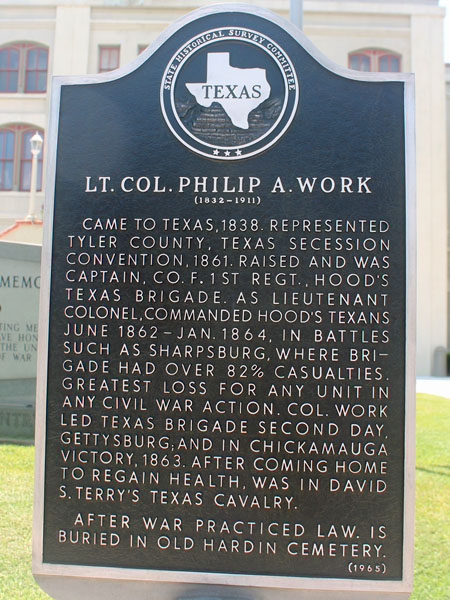 STATE HISTORICAL SURVEY COMMITTEE
TEXAS
LT. COL. PHILIP A. WORK
(1832-1911)
CAME TO TEXAS, 1838. REPRESENTED
TYLER COUNTY, TEXAS SECESSION
CONVENTION, 1861. RAISED AND WAS
CAPTAIN, CO. F. 1ST REGT., HOOD'S
TEXAS BRIGADE. AS LIEUTENANT
COLONEL, COMMANDED HOOD'S TEXANS
JUNE 1862-JAN. 1864, IN BATTLES
SUCH AS SHARPSBURG, WHERE BRI-
GADE HAD OVER 82% CASUALTIES.
GREATEST LOSS FOR ANY UNIT IN
ANY CIVIL WAR ACTION. COL. WORK
LED TEXAS BRIGADE SECOND DAY,
GETTYSBURG; AND IN CHICKAMAUGA
VICTORY, 1863. AFTER COMING HOME
TO REGAIN HEALTH, WAS IN DAVID
S. TERRY'S TEXAS CAVALRY.
AFTER WAR PRACTICED LAW. IS
BURIED IN OLD HARDIN CEMETERY.
(1965)